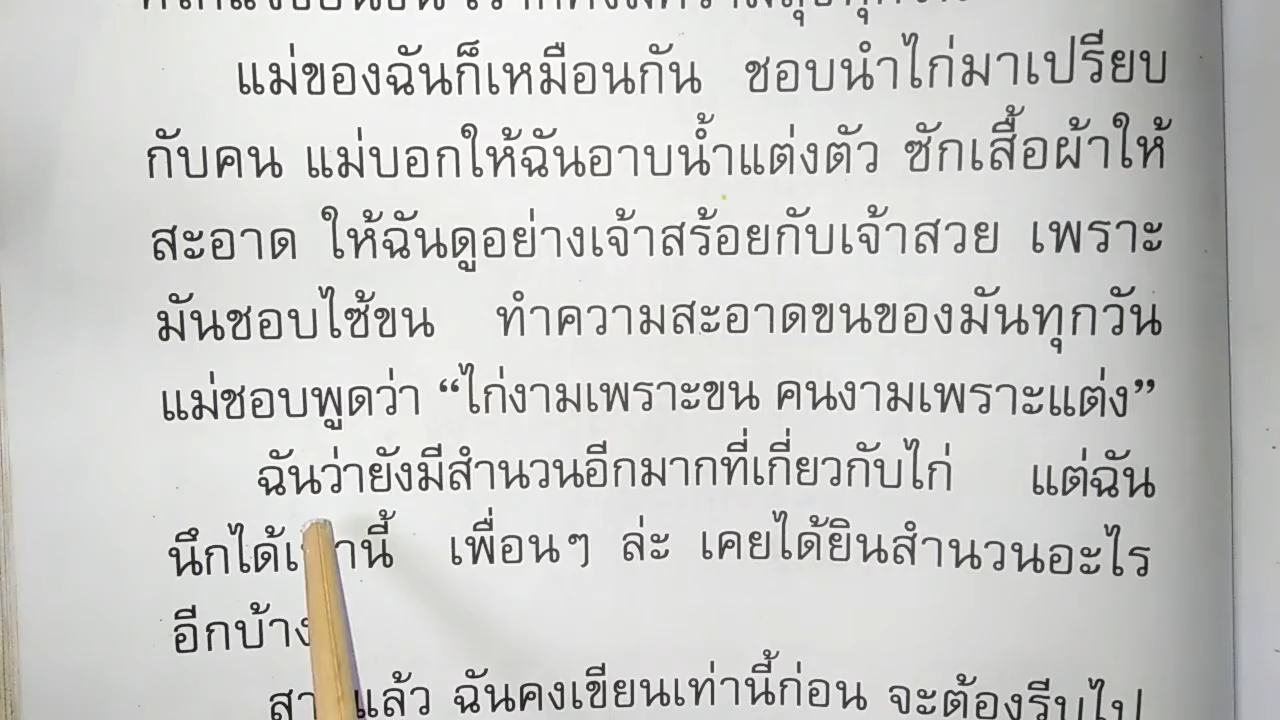 แม่ของฉันก็เหมือนกัน ชอบนำไก่มาเปรียบ
กับคน แม่บอกให้ฉันอาบน้ำแต่งตัว ซักเสื้อผ้าให้
สะอาด ให้ฉันดูอย่างเจ้าสร้อยกับเจ้าสวย เพราะ
มันชอบไซ้ขน ทำความสะอาดขนของมันทุกวัน
แม่ชอบพูดว่า “ไก่งามเพราะขน คนงามเพราะแต่ง”
ฉันว่ายังมีสำนวนอีกมากที่เกี่ยวกับไก่ แต่ฉัน
นึกได้ เพื่อนๆ ล่ะ เคยได้ยินสำนวนอะไร
อีกบ้าง
แล้ว ฉันคงเขียนเท่านี้ก่อน จะต้องรีบไป